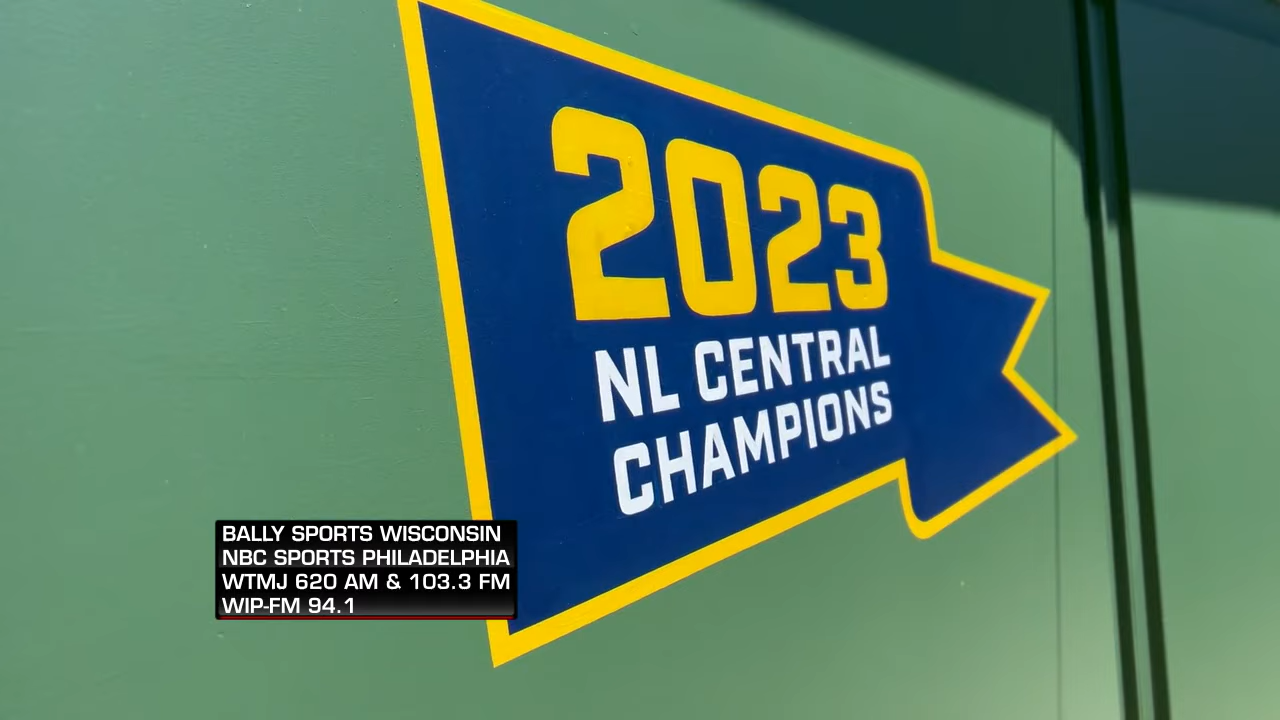 2023
NL CENTRAL
CHAMPIONS
BALLY SPORTS WISCONSIN
NBC SPORTS PHILADELPHIA
WTMJ 620 AM & 103.3 FM
WIP-FM 94.1